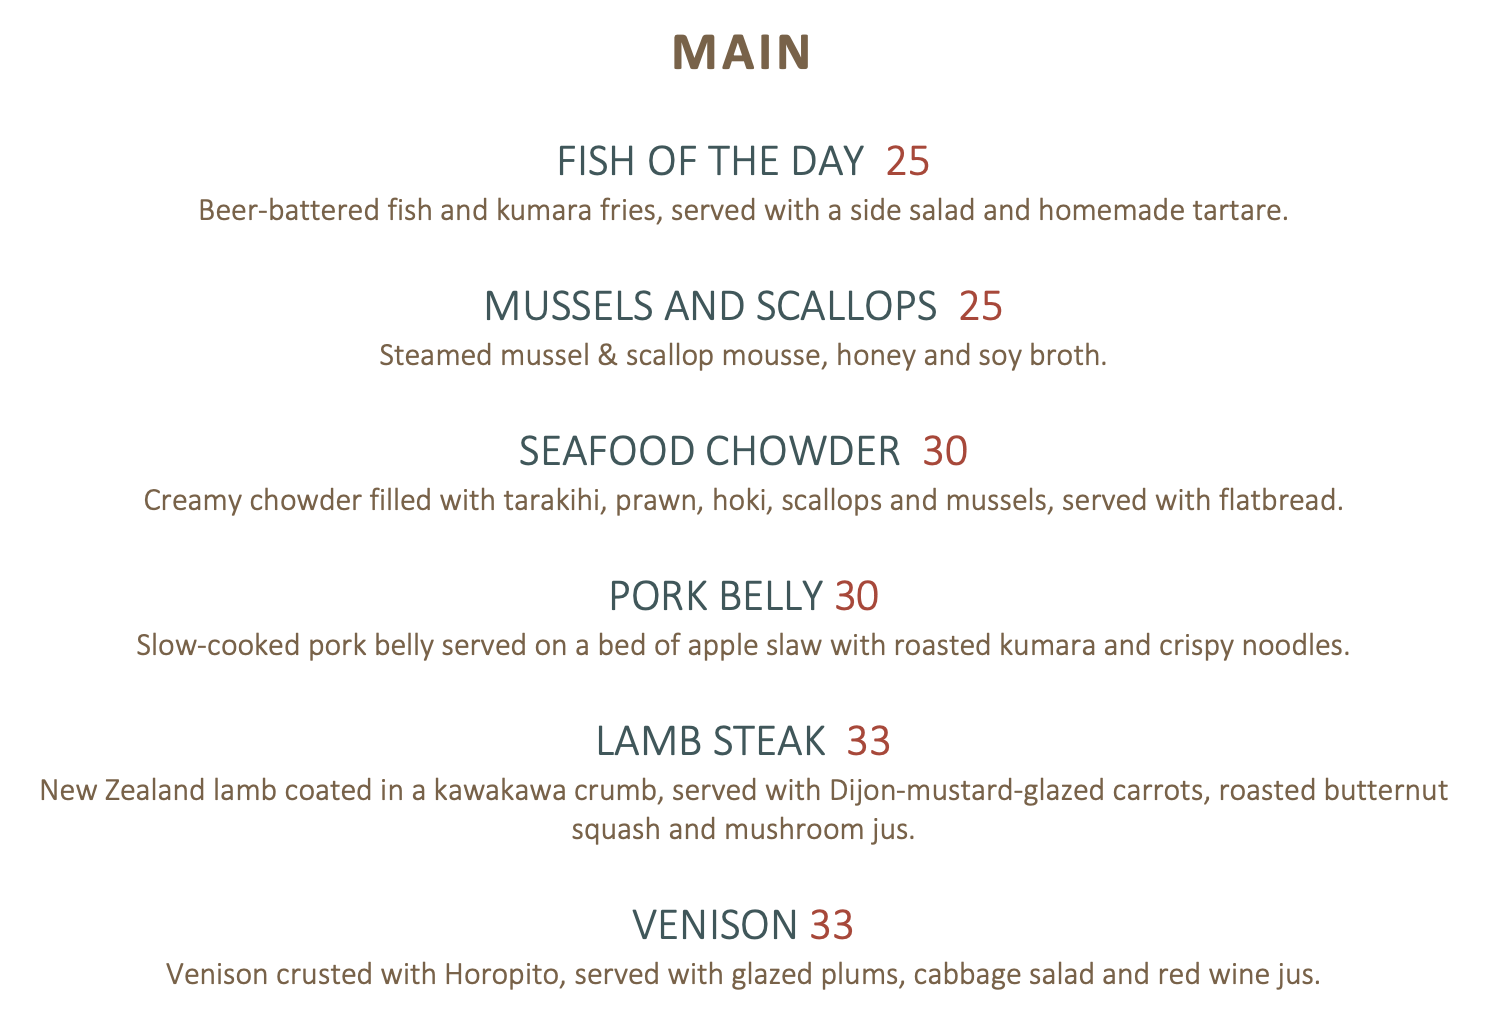 MAIN
FISH OF THE DAY 25
Beer-battered fish and kumara fries, served with a side salad and homemade tartare.
MUSSELS AND SCALLOPS 25
Steamed mussel & scallop mousse, honey and soy broth.
SEAFOOD CHOWDER 30
Creamy chowder filled with tarakihi, prawn, hoki, scallops and mussels, served with flatbread.
PORK BELLY 30
Slow-cooked pork belly served on a bed of apple slaw with roasted kumara and crispy noodles.
LAMB STEAK 33
New Zealand lamb coated in a kawakawa crumb, served with Dijon-mustard-glazed carrots, roasted butternut
squash and mushroom jus.
VENISON 33
Venison crusted with Horopito, served with glazed plums, cabbage salad and red wine jus.